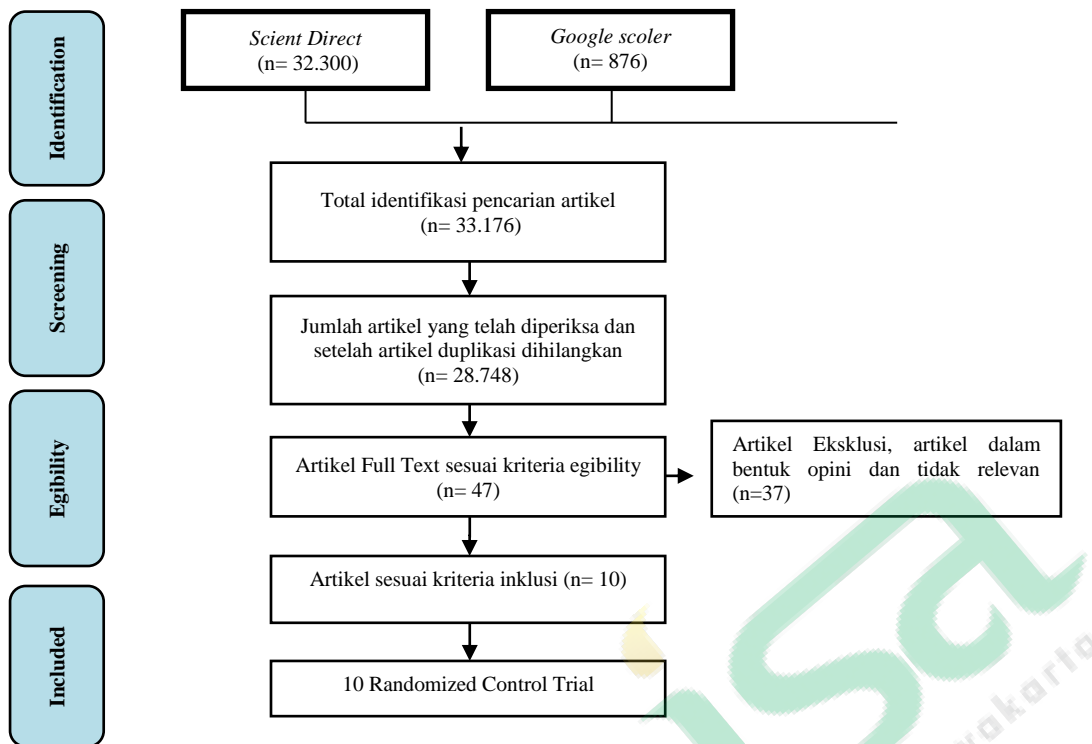 Identification
Scient Direct
(n= 32.300)
Google scoler
(n= 876)
Total identifikasi pencarian artikel
(n= 33.176)
Screening
Jumlah artikel yang telah diperiksa dan
setelah artikel duplikasi dihilangkan
(n= 28.748)
Egibility
Artikel Full Text sesuai kriteria egibility
(n= 47)
Artikel Eksklusi, artikel dalam
bentuk opini dan tidak relevan
(n=37)
Artikel sesuai kriteria inklusi (n= 10)
Included
10 Randomized Control Trial